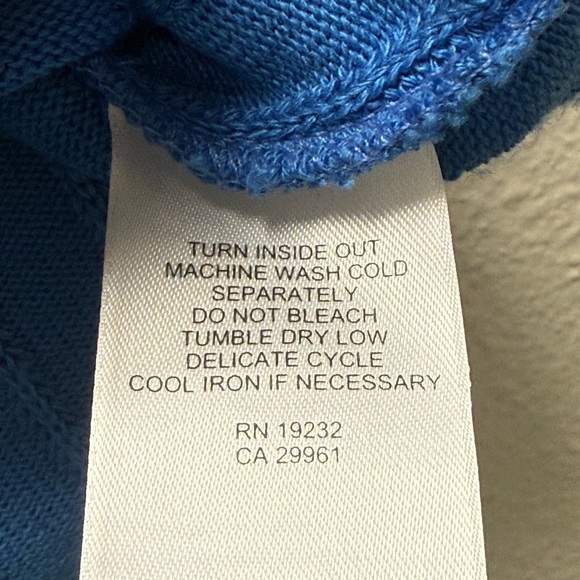 TURN INSIDE OUT
MACHINE WASH COLD
SEPARATELY
DO NOT BLEACH
TUMBLE DRY LOW
DELICATE CYCLE
COOL IRON IF NECESSARY
RN 19232
CA 29961